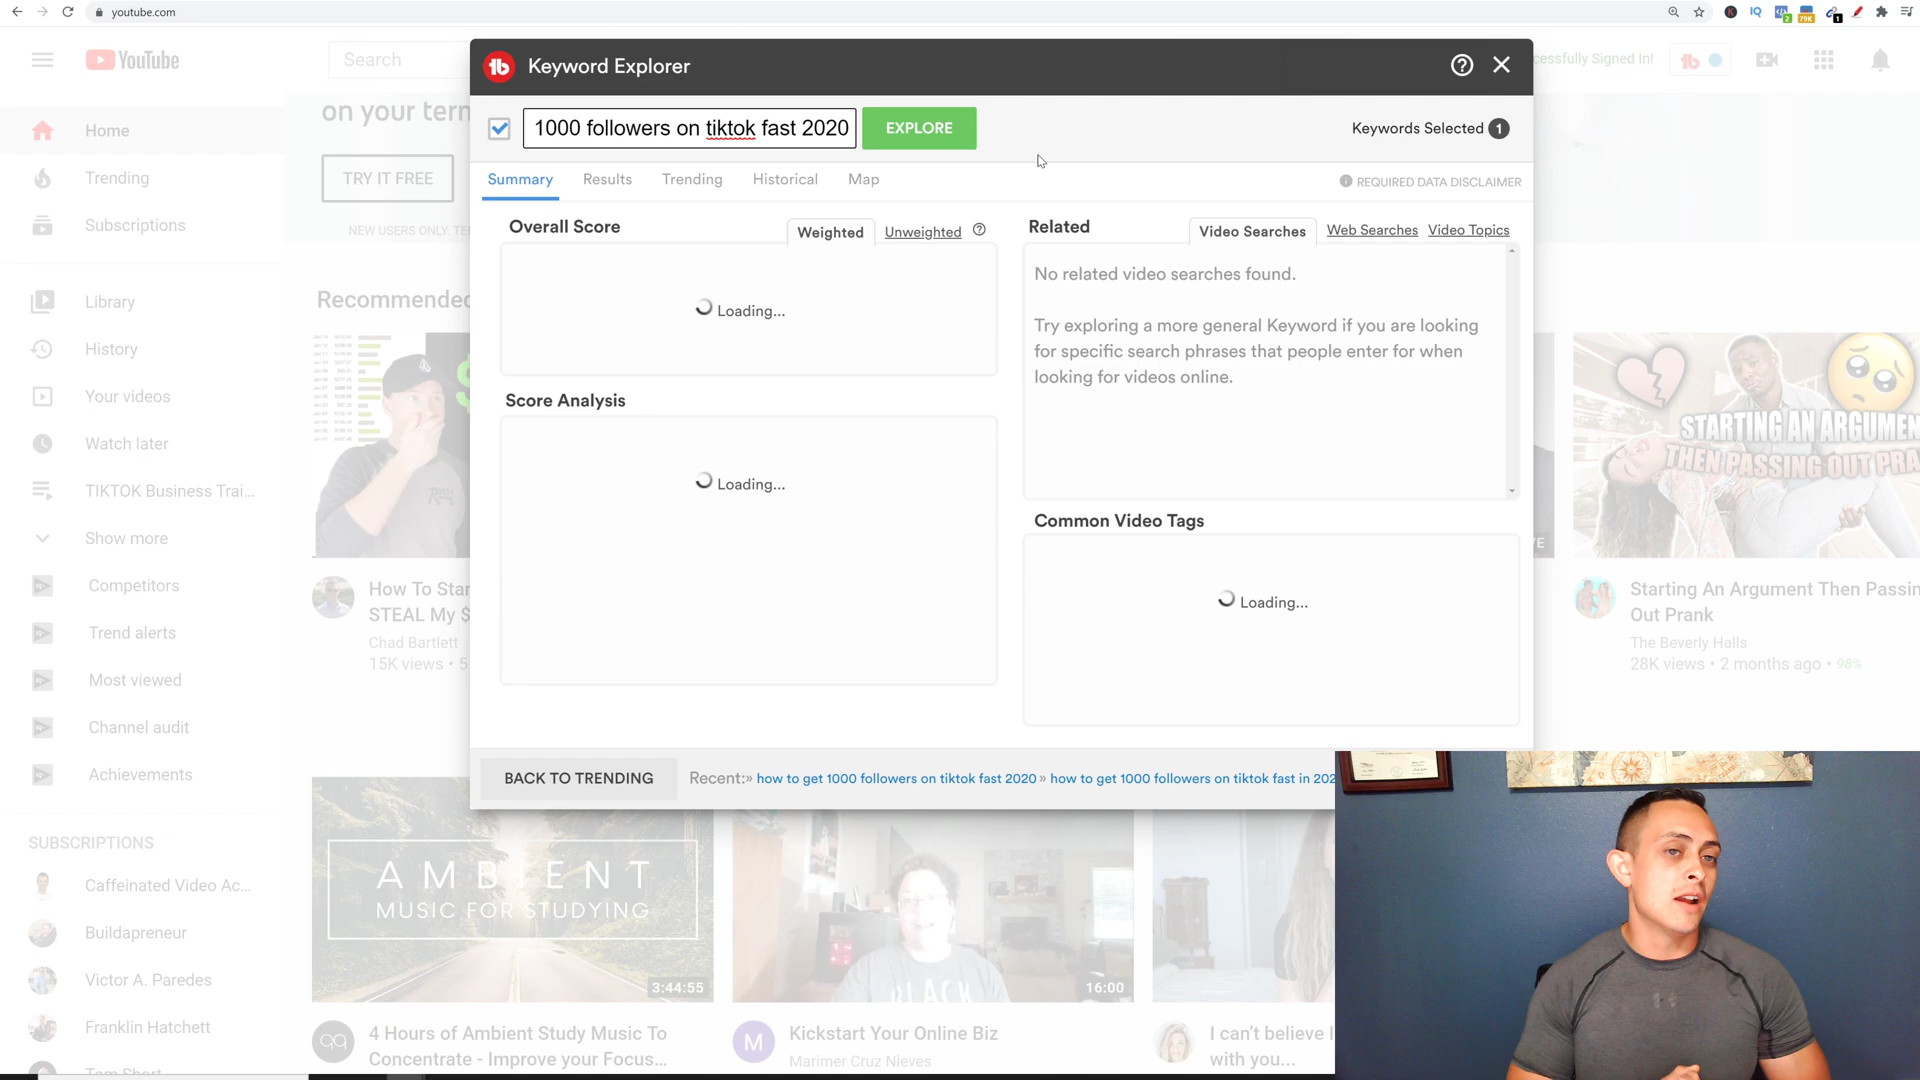 youtube.com
IQ
2
79K
1
YouTube
Search
Home
Trending
Subscriptions
Library
History
Your videos
Watch later
TIKTOK Business Trai...
Show more
Competitors
Trend alerts
Most viewed
Channel audit
Achievements
SUBSCRIPTIONS
Caffeinated Video Ac...
Buildapreneur
Victor A. Paredes
Franklin Hatchett
on your term
TRY IT FREE
NEW USERS ONLY. TE
Recommended
How To Star
STEAL My $
Chad Bartlett
15K views • 5
tb Keyword Explorer
cessfully Signed In!
tb
1000 followers on tiktok fast 2020
EXPLORE
Keywords Selected 1
Summary
Results
Trending
Historical
Map
REQUIRED DATA DISCLAIMER
Overall Score
Weighted
Unweighted
Loading...
Score Analysis
Loading...
Related
Video Searches
Web Searches
Video Topics
No related video searches found.
Try exploring a more general Keyword if you are looking
for specific search phrases that people enter for when
looking for videos online.
Common Video Tags
Loading...
BACK TO TRENDING
Recent:» how to get 1000 followers on tiktok fast 2020 » how to get 1000 followers on tiktok fast in 202
STARTING AN ARGUMEN
THEN PASSING OUT PRA
Starting An Argument Then Passin
Out Prank
The Beverly Halls
28K views • 2 months ago • 98%
AMBIENT
MUSIC FOR STUDYING
3:44:55
4 Hours of Ambient Study Music To
Concentrate - Improve your Focus...
BLACK
16:00
M
Kickstart Your Online Biz
Marimer Cruz Nieves
I can't believe I
with you...